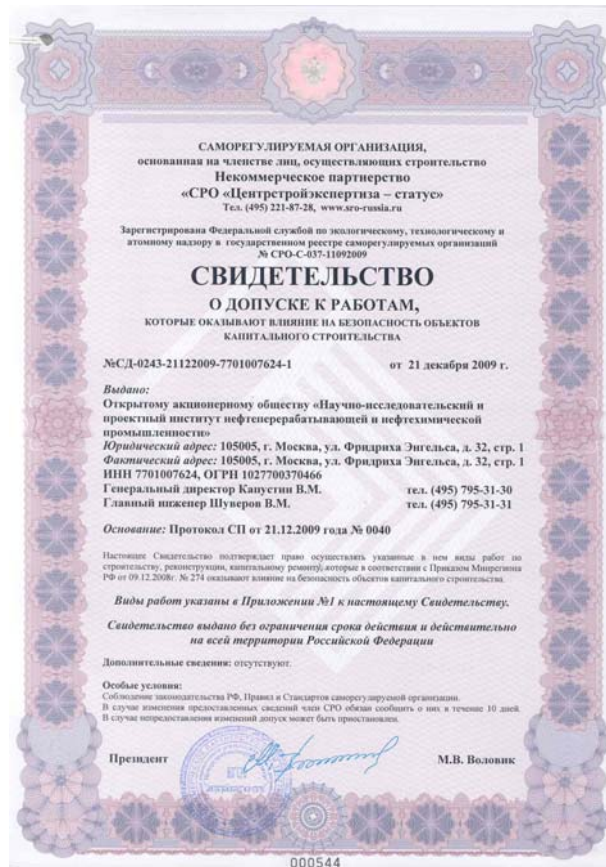 САМОРЕГУЛИРУЕМАЯ ОРГАНИЗАЦИЯ,
основанная на членстве лиц, осуществляющих строительство
Некоммерческое партнерство
«СРО «Центрстройэкспертиза – статус»
Тел. (495) 221-87-28, www.sro-russia.ru
Зарегистрирована Федеральной службой по экологическому, технологическому и
атомному надзору в государственном реестре саморегулируемых организаций
№ СРО-С-037-11092009
СВИДЕТЕЛЬСТВО
О ДОПУСКЕ К РАБОТАМ,
КОТОРЫЕ ОКАЗЫВАЮТ ВЛИЯНИЕ НА БЕЗОПАСНОСТЬ ОБЪЕКТОВ
КАПИТАЛЬНОГО СТРОИТЕЛЬСТВА
№СД-0243-21122009-7701007624-1 от 21 декабря 2009 г.
Выдано:
Открытому акционерному обществу «Научно-исследовательский и
проектный институт нефтеперерабатывающей и нефтехимической
промышленности»
Юридический адрес: 105005, г. Москва, ул. Фридриха Энгельса, д. 32, стр. 1
Фактический адрес: 105005, г. Москва, ул. Фридриха Энгельса, д. 32, стр. 1
ИНН 7701007624, ОГРН 1027700370466
Генеральный директор Капустин В.М. тел. (495) 795-31-30
Главный инженер Шуверов В.М. тел. (495) 795-31-31
Основание: Протокол СП от 21.12.2009 года № 0040
Настоящее Свидетельство подтверждает право осуществлять указанные в нем виды работ по
строительству, реконструкции, капитальному ремонту, которые в соответствии с Приказом Минрегиона
РФ от 09.12.2008г. № 274 оказывают влияние на безопасность объектов капитального строительства.
Виды работ указаны в Приложении №1 к настоящему Свидетельству.
Свидетельство выдано без ограничения срока действия и действительно
на всей территории Российской Федерации
Дополнительные сведения: отсутствуют.
Особые условия:
Соблюдение законодательства РФ, Правил и Стандартов саморегулируемой организации.
В случае изменения предоставленных сведений член СРО обязан сообщить о них в течение 10 дней.
В случае непредоставления изменений допуск может быть приостановлен.
Президент М.В. Воловик
000544